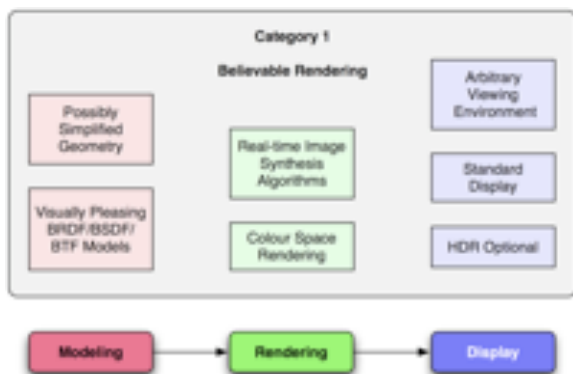 Category 1
Believable Rendering
Possibly
Simplified
Geometry
Visually Pleasing
BRDF/BSDF/
BTF Models
Real-time Image
Synthesis
Algorithms
Colour Space
Rendering
Arbitrary
Viewing
Environment
Standard
Display
HDR Optional
Modeling
Rendering
Display